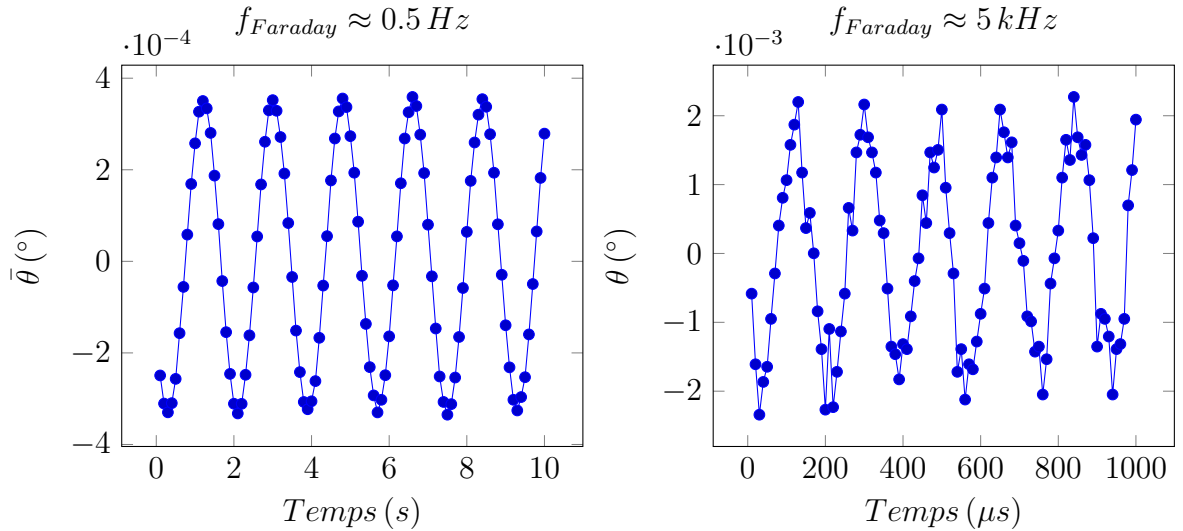 f_Faraday ≈ 0.5 Hz
·10⁻⁴
4
2
0
−2
−4
θ̄ (°)
0 2 4 6 8 10
Temps (s)
f_Faraday ≈ 5 kHz
·10⁻³
2
1
0
−1
−2
θ (°)
0 200 400 600 800 1000
Temps (μs)